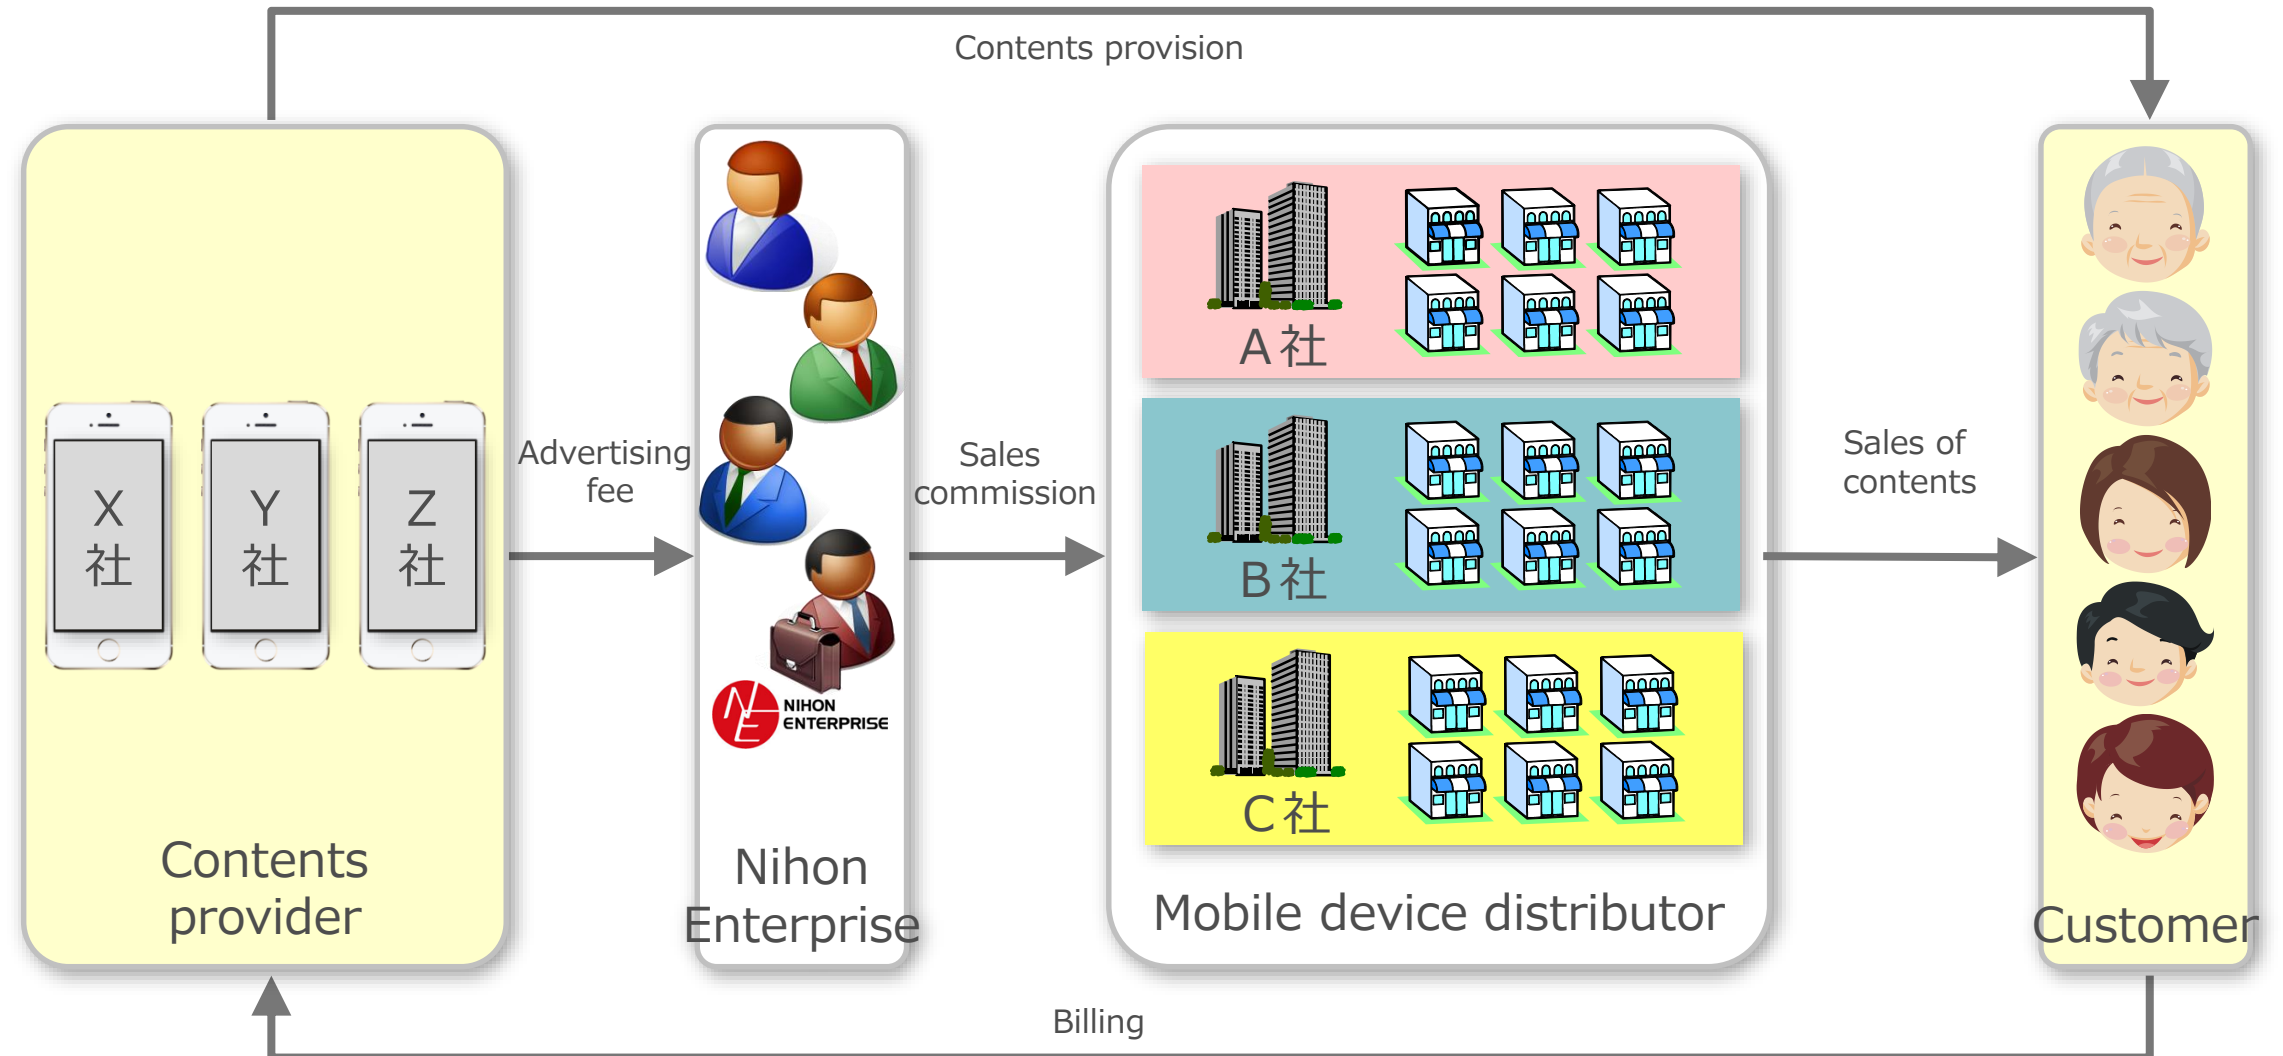 Contents provision
X
社
Y
社
Z
社
Contents
provider
Advertising
fee
NIHON
ENTERPRISE
Nihon
Enterprise
Sales
commission
A社
B社
C社
Mobile device distributor
Sales of
contents
Customer
Billing